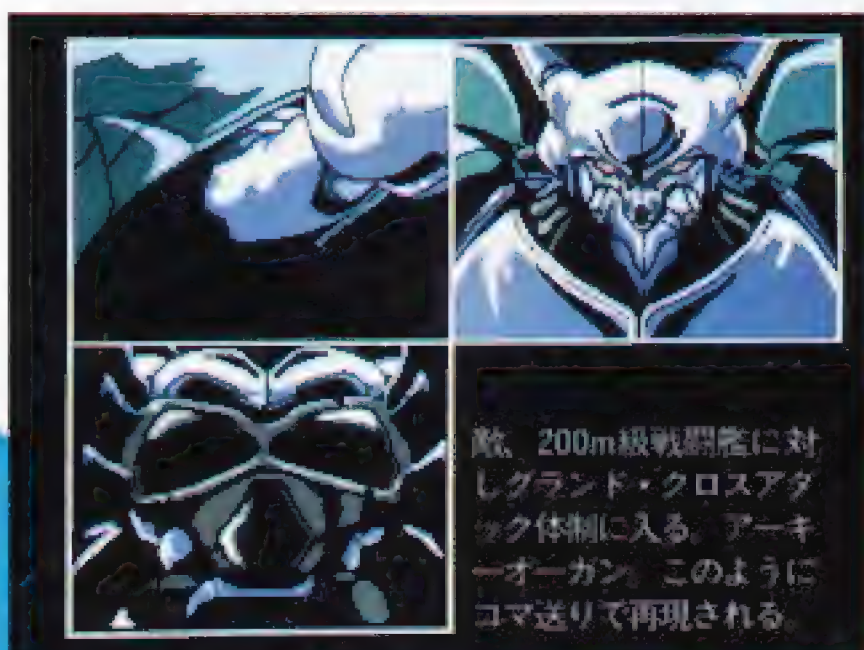 敵、200m級戦闘艦に対
しグランド・クロスアタ
ック体制に入る。アーキ
ーオーガン。このように
コマ送りで再現される。